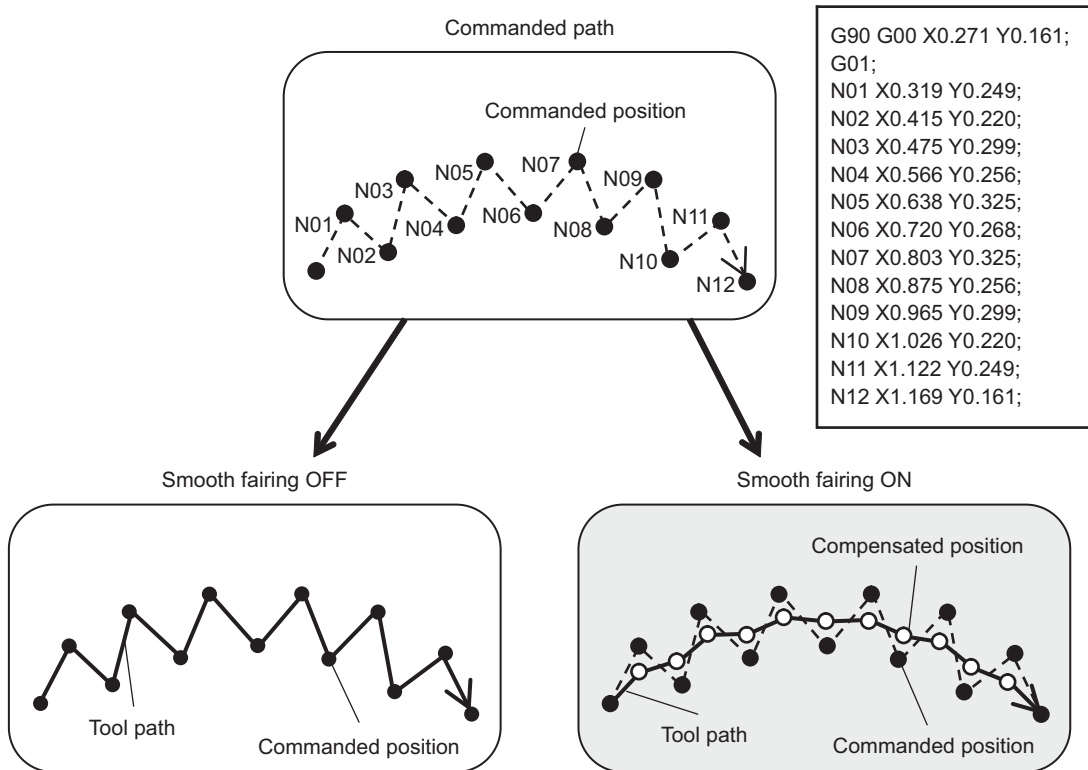 Commanded path
Commanded position
N01
N02
N03
N04
N05
N06
N07
N08
N09
N10
N11
N12
G90 G00 X0.271 Y0.161;
G01;
N01 X0.319 Y0.249;
N02 X0.415 Y0.220;
N03 X0.475 Y0.299;
N04 X0.566 Y0.256;
N05 X0.638 Y0.325;
N06 X0.720 Y0.268;
N07 X0.803 Y0.325;
N08 X0.875 Y0.256;
N09 X0.965 Y0.299;
N10 X1.026 Y0.220;
N11 X1.122 Y0.249;
N12 X1.169 Y0.161;
Smooth fairing OFF
Tool path
Commanded position
Smooth fairing ON
Compensated position
Tool path
Commanded position